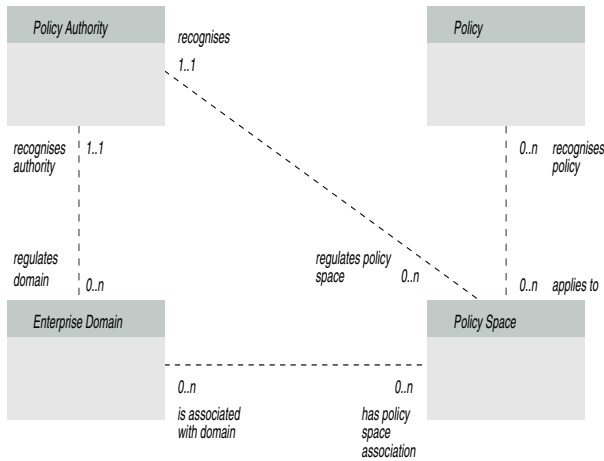 Policy Authority
recognises
1..1
Policy
recognises
authority
1..1
0..n
recognises
policy
regulates
domain
0..n
regulates policy
space
0..n
0..n
applies to
Enterprise Domain
Policy Space
0..n
is associated
with domain
0..n
has policy
space
association